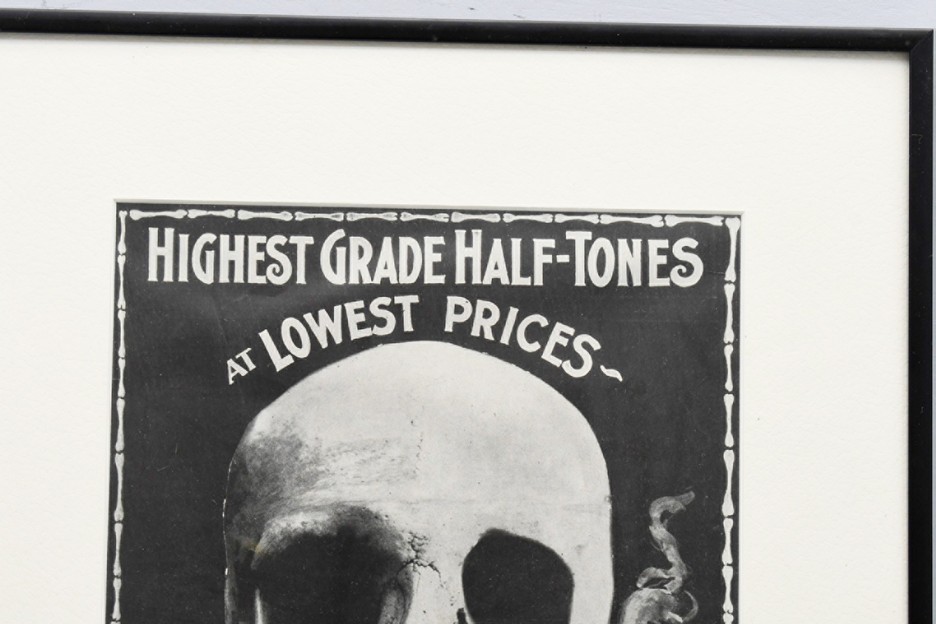 HIGHEST GRADE HALF-TONES
AT LOWEST PRICES~